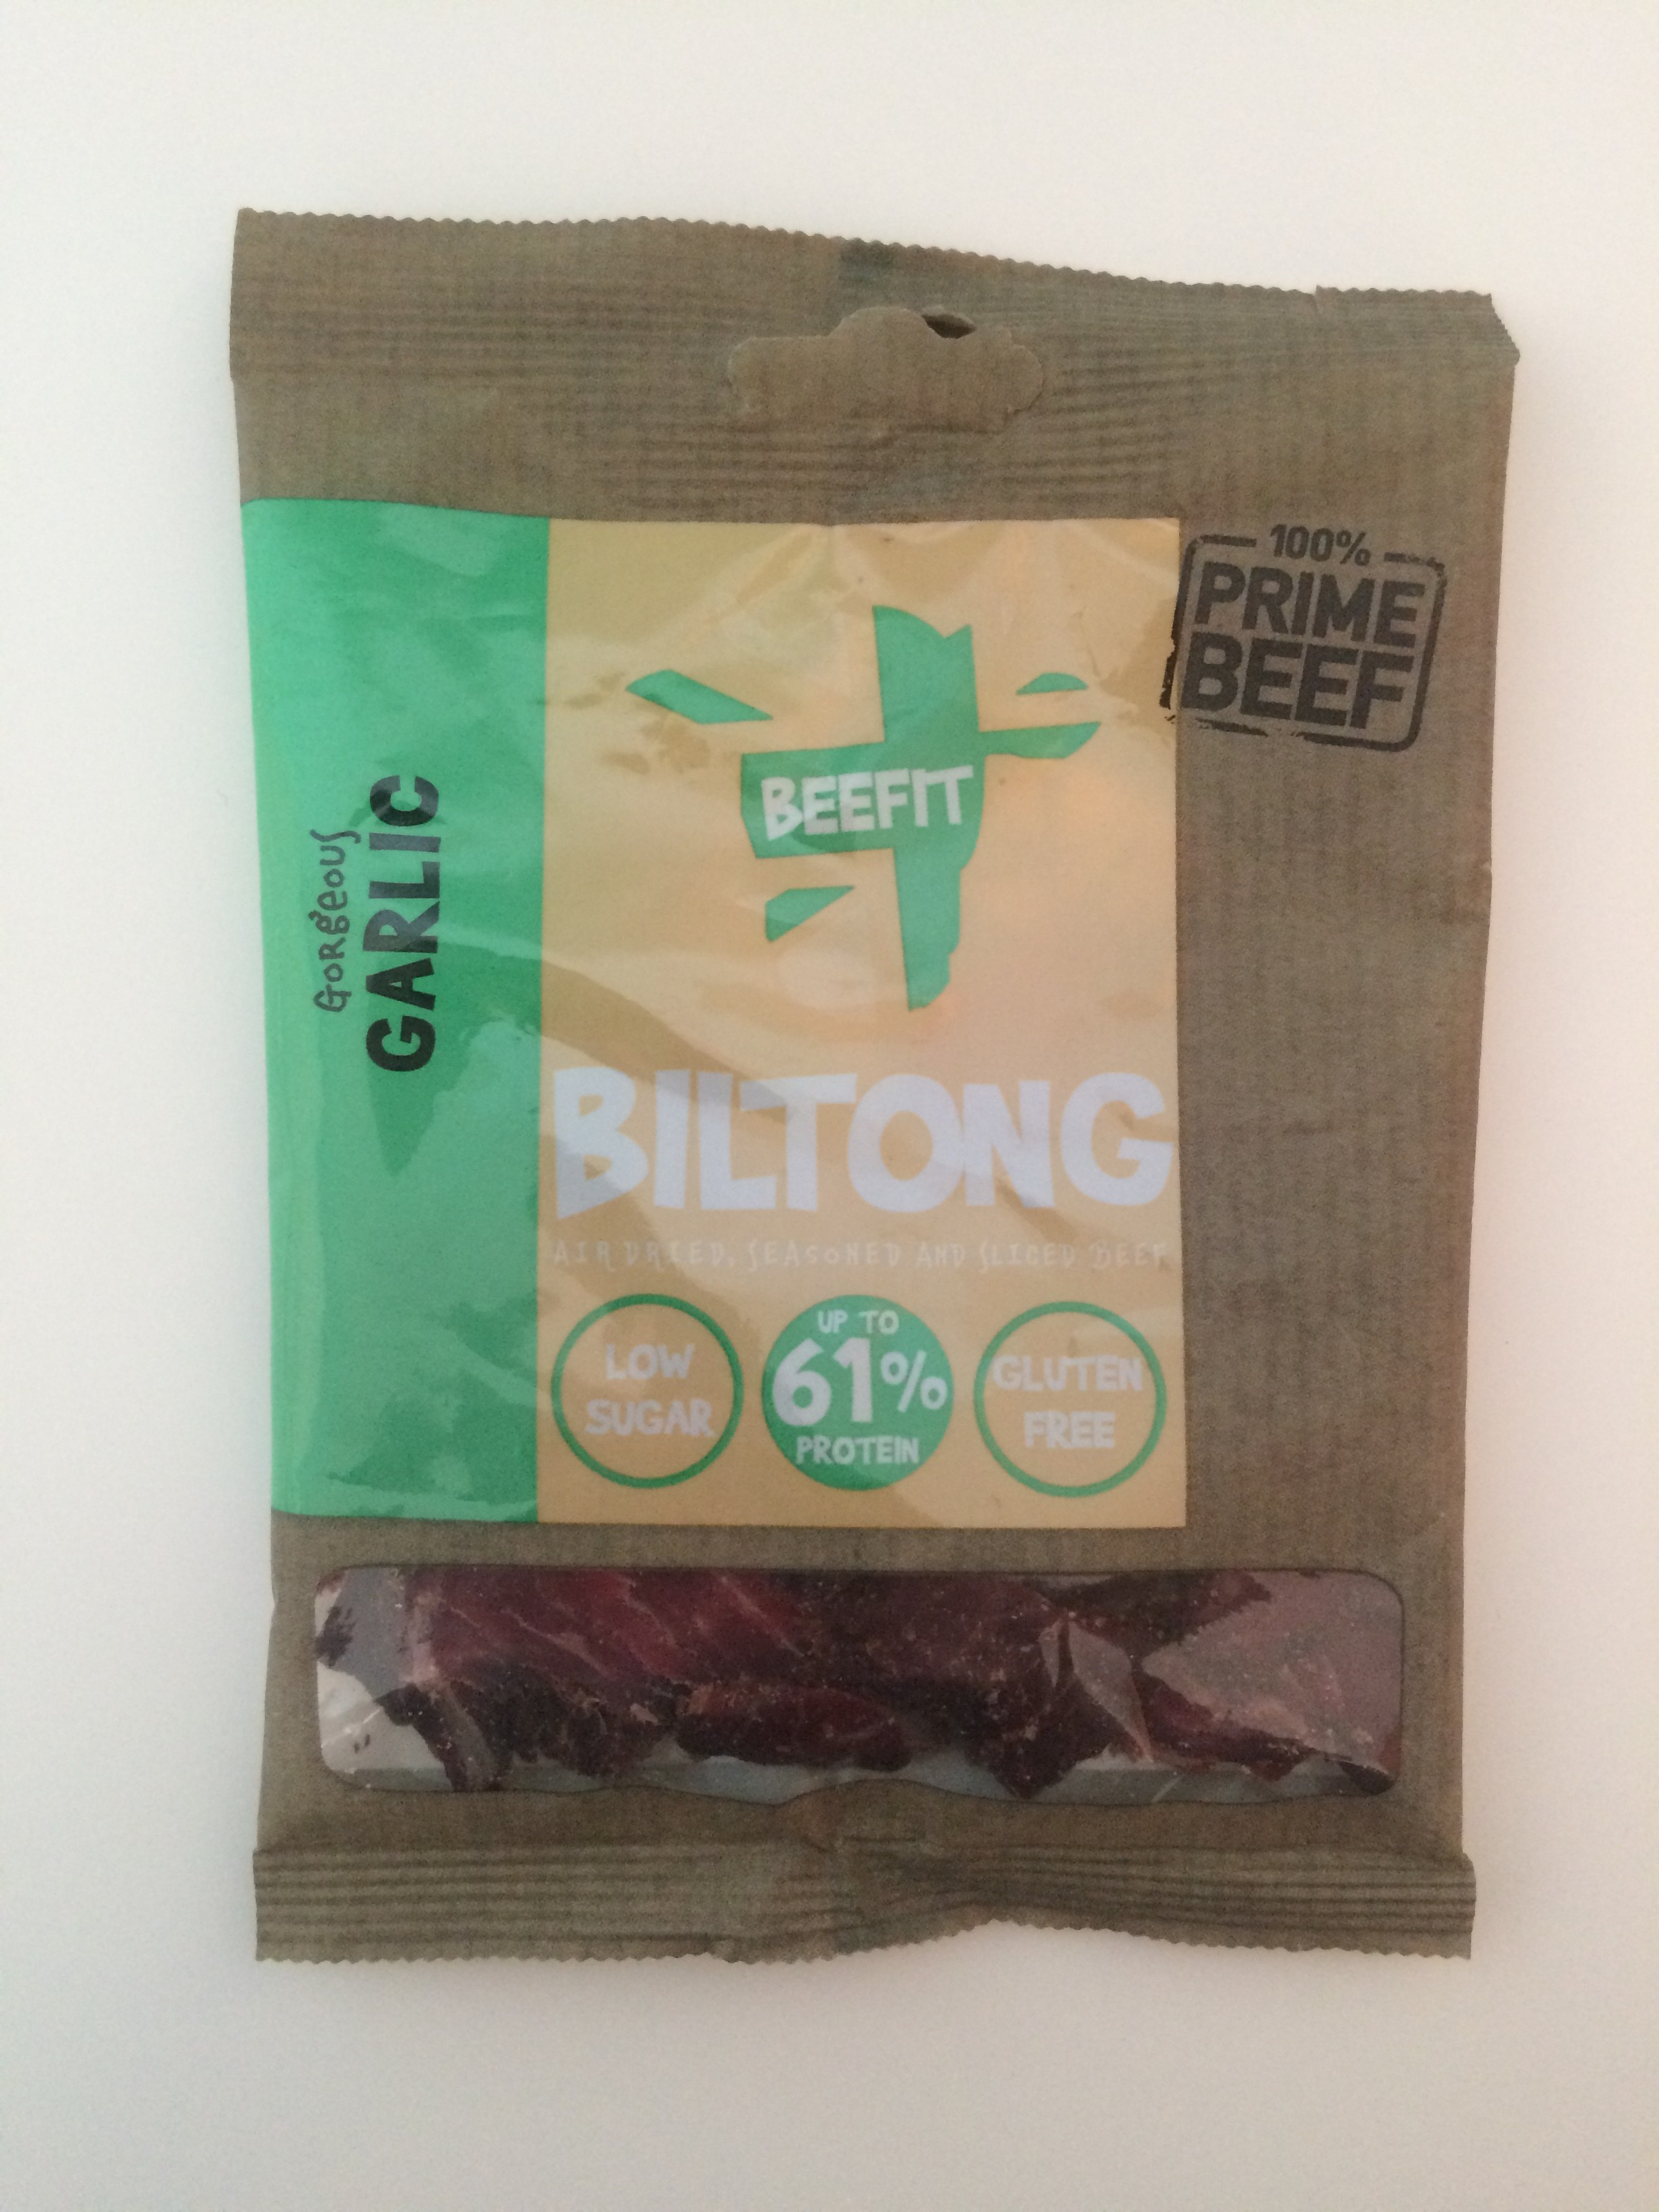 100%
PRIME
BEEF
Gorgeous
GARLIC
BEEFIT
BILTONG
AIR DRIED, SEASONED AND SLICED BEEF
LOW
SUGAR
UP TO
61%
PROTEIN
GLUTEN
FREE